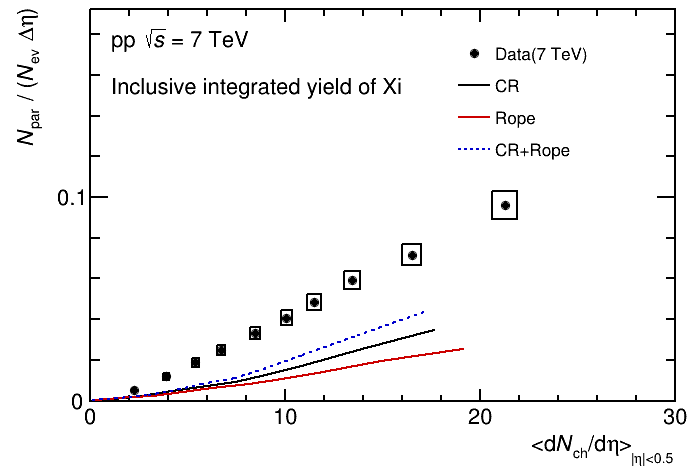 N_par / (N_ev Δη)
pp √s = 7 TeV
Inclusive integrated yield of Xi
Data(7 TeV)
CR
Rope
CR+Rope
0.1
0
0 10 20 30
<dN_ch/dη>_|η|<0.5